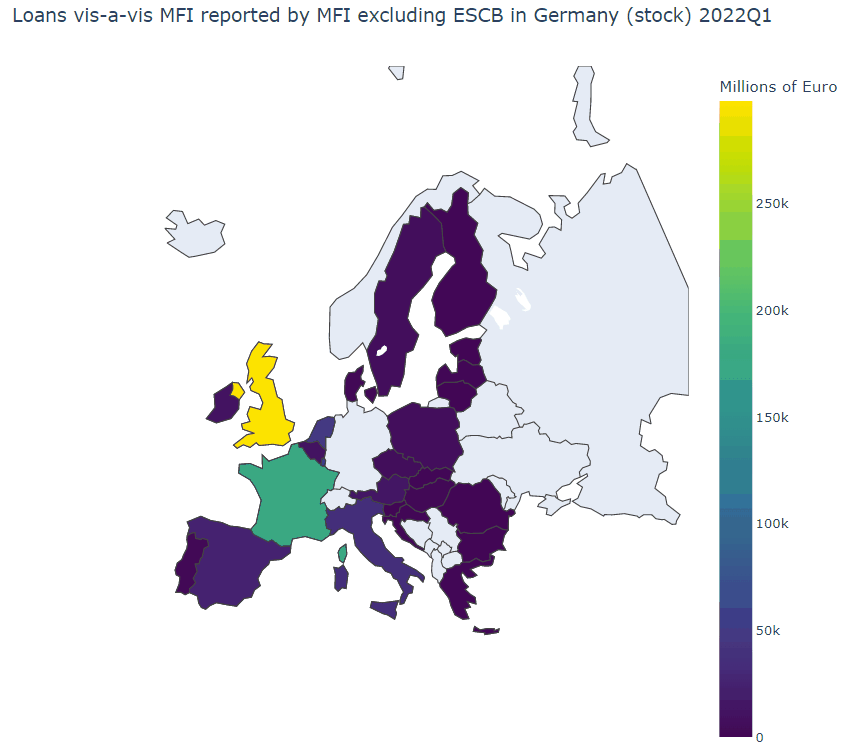 Loans vis-a-vis MFI reported by MFI excluding ESCB in Germany (stock) 2022Q1
Millions of Euro
250k
200k
150k
100k
50k
0